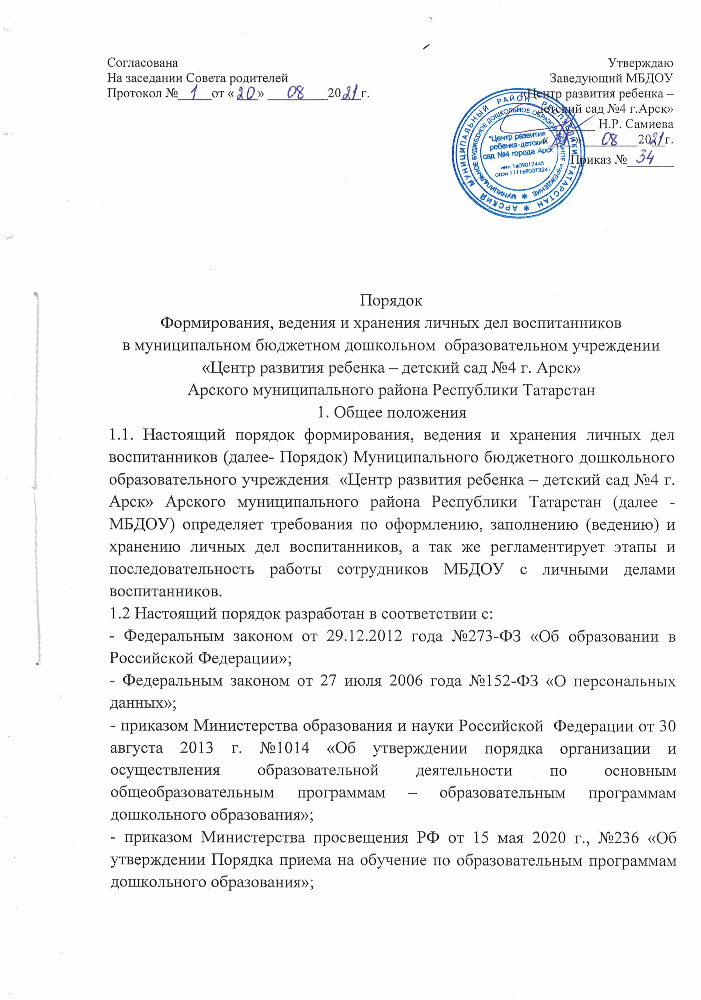 Согласована
На заседании Совета родителей
Протокол № 1 от «20» 08 2021 г.
Утверждаю
Заведующий МБДОУ
«Центр развития ребенка –
детский сад №4 г.Арск»
Н.Р. Самиева
«31» 08 2021 г.
Приказ № 34
АРСКИЙ МУНИЦИПАЛЬНЫЙ РАЙОН РЕСПУБЛИКИ ТАТАРСТАН
МУНИЦИПАЛЬНОЕ БЮДЖЕТНОЕ ДОШКОЛЬНОЕ ОБРАЗОВАТЕЛЬНОЕ УЧРЕЖДЕНИЕ
"Центр развития
ребенка-детский
сад №4 города Арск
ИНН 1609012445
ОГРН 1111690073241
Порядок
Формирования, ведения и хранения личных дел воспитанников
в муниципальном бюджетном дошкольном образовательном учреждении
«Центр развития ребенка – детский сад №4 г. Арск»
Арского муниципального района Республики Татарстан
1. Общее положения
1.1. Настоящий порядок формирования, ведения и хранения личных дел
воспитанников (далее- Порядок) Муниципального бюджетного дошкольного
образовательного учреждения «Центр развития ребенка – детский сад №4 г.
Арск» Арского муниципального района Республики Татарстан (далее -
МБДОУ) определяет требования по оформлению, заполнению (ведению) и
хранению личных дел воспитанников, а так же регламентирует этапы и
последовательность работы сотрудников МБДОУ с личными делами
воспитанников.
1.2 Настоящий порядок разработан в соответствии с:
- Федеральным законом от 29.12.2012 года №273-ФЗ «Об образовании в
Российской Федерации»;
- Федеральным законом от 27 июля 2006 года №152-ФЗ «О персональных
данных»;
- приказом Министерства образования и науки Российской Федерации от 30
августа 2013 г. №1014 «Об утверждении порядка организации и
осуществления образовательной деятельности по основным
общеобразовательным программам – образовательным программам
дошкольного образования»;
- приказом Министерства просвещения РФ от 15 мая 2020 г., №236 «Об
утверждении Порядка приема на обучение по образовательным программам
дошкольного образования»;